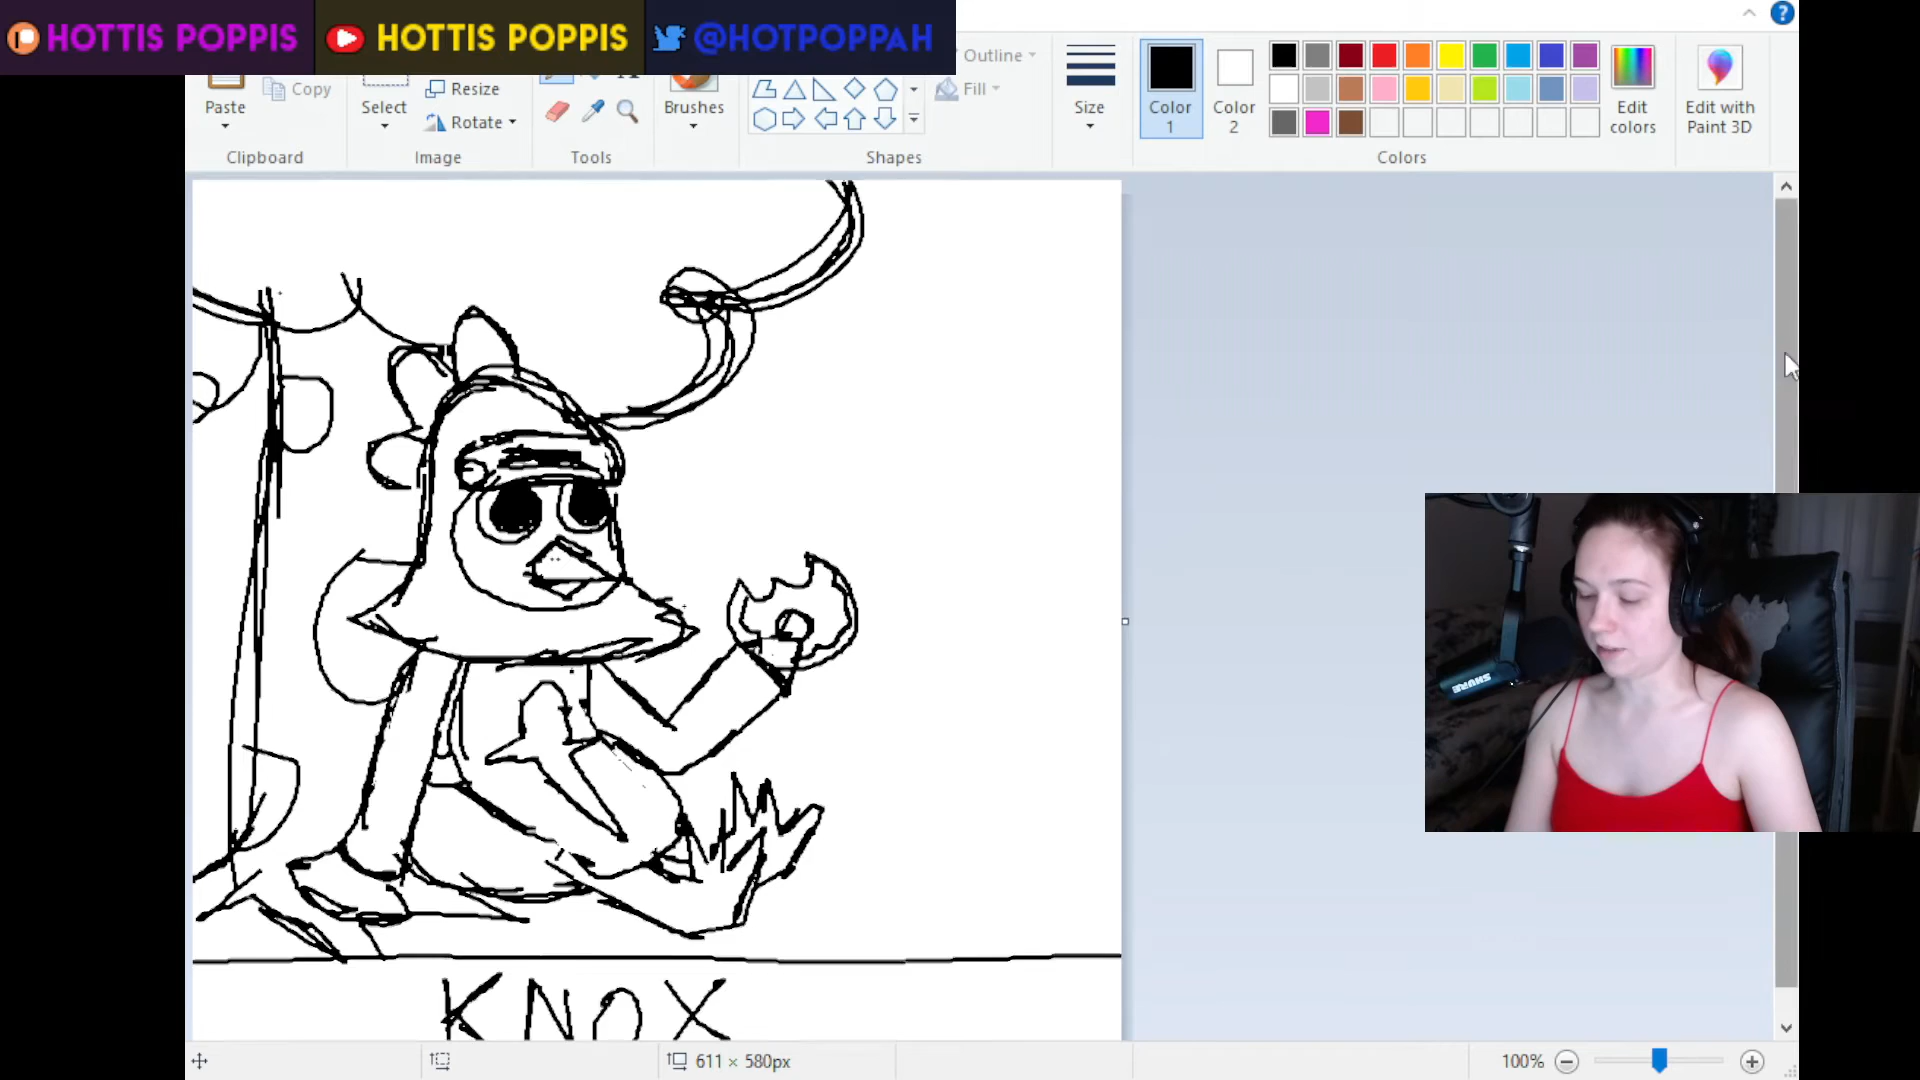 HOTTIS POPPIS HOTTIS POPPIS @HOTPOPPAH
Outline
Paste Copy Select Resize Rotate Brushes Fill Size Color 1 Color 2 Edit colors Edit with Paint 3D
Clipboard Image Tools Shapes Colors
SHURE
KNOX
611 × 580px 100%